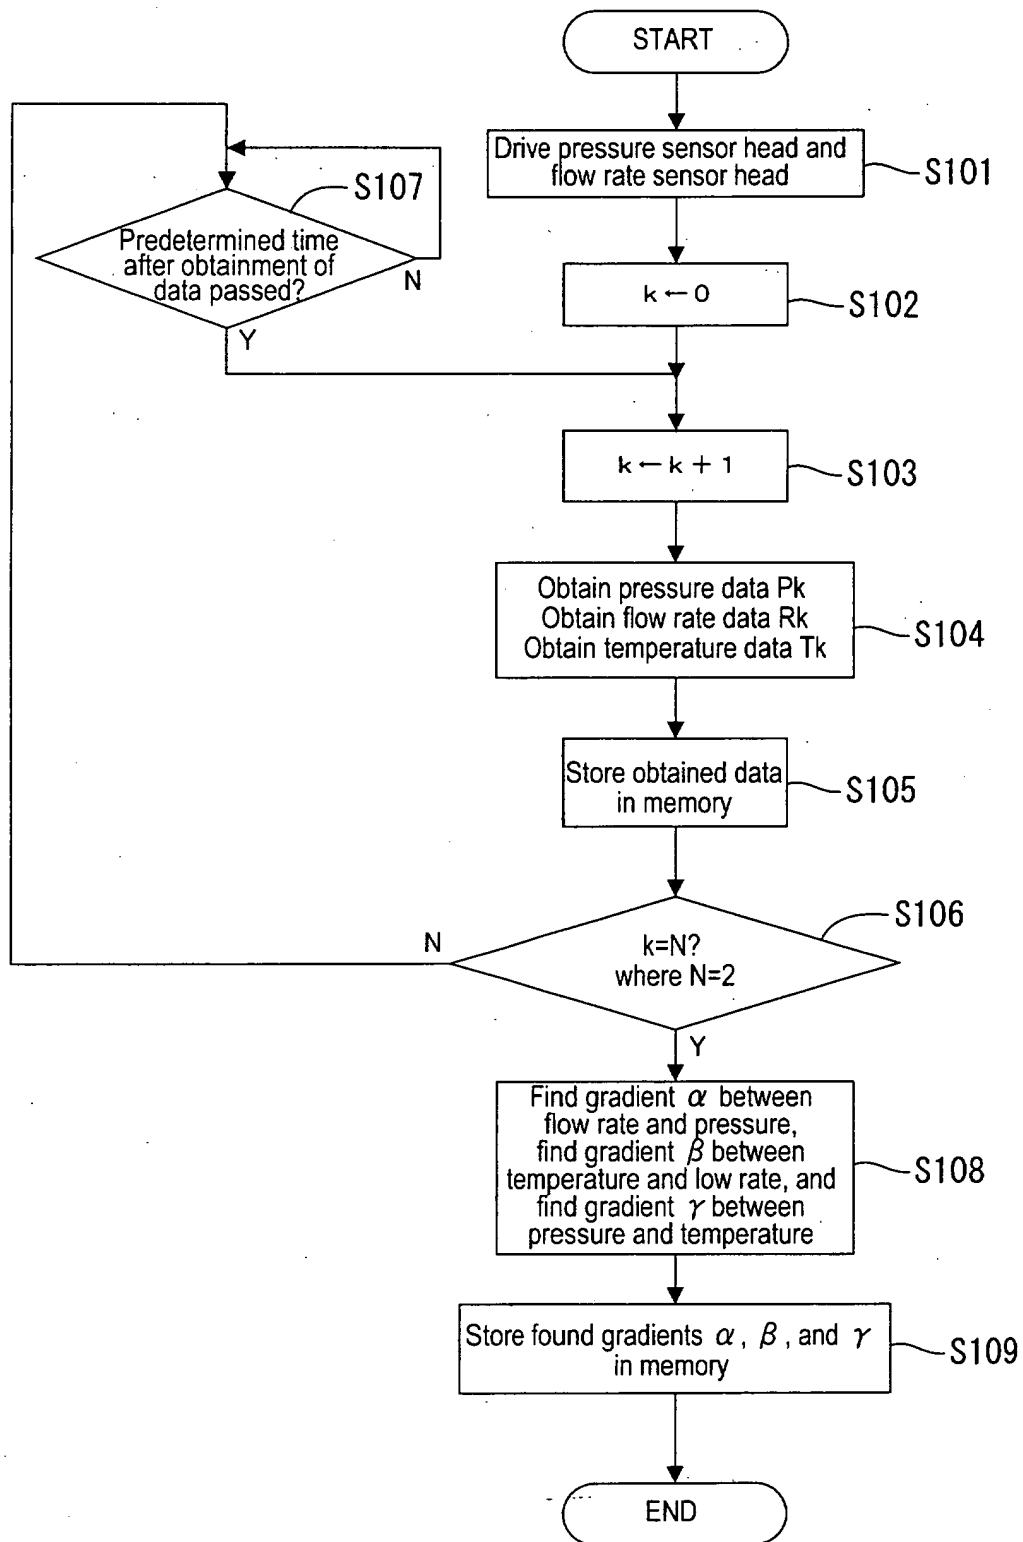 START
Drive pressure sensor head and
flow rate sensor head
S101
S107
Predetermined time
after obtainment of
data passed?
N
Y
k ← 0
S102
k ← k + 1
S103
Obtain pressure data Pk
Obtain flow rate data Rk
Obtain temperature data Tk
S104
Store obtained data
in memory
S105
S106
N
k=N?
where N=2
Y
Find gradient α between
flow rate and pressure,
find gradient β between
temperature and low rate, and
find gradient γ between
pressure and temperature
S108
Store found gradients α, β, and γ
in memory
S109
END